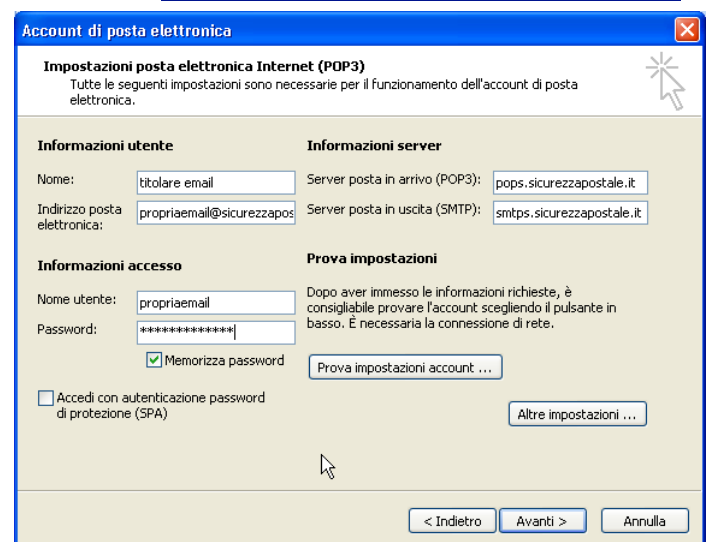 Account di posta elettronica
Impostazioni posta elettronica Internet (POP3)
Tutte le seguenti impostazioni sono necessarie per il funzionamento dell'account di posta
elettronica.
Informazioni utente
Nome:
titolare email
Indirizzo posta
elettronica:
propriaemail@sicurezzapos
Informazioni accesso
Nome utente:
propriaemail
Password:
*************
Memorizza password
Accedi con autenticazione password
di protezione (SPA)
Informazioni server
Server posta in arrivo (POP3):
pops.sicurezzapostale.it
Server posta in uscita (SMTP):
smtps.sicurezzapostale.it
Prova impostazioni
Dopo aver immesso le informazioni richieste, è
consigliabile provare l'account scegliendo il pulsante in
basso. È necessaria la connessione di rete.
Prova impostazioni account ...
Altre impostazioni ...
< Indietro
Avanti >
Annulla